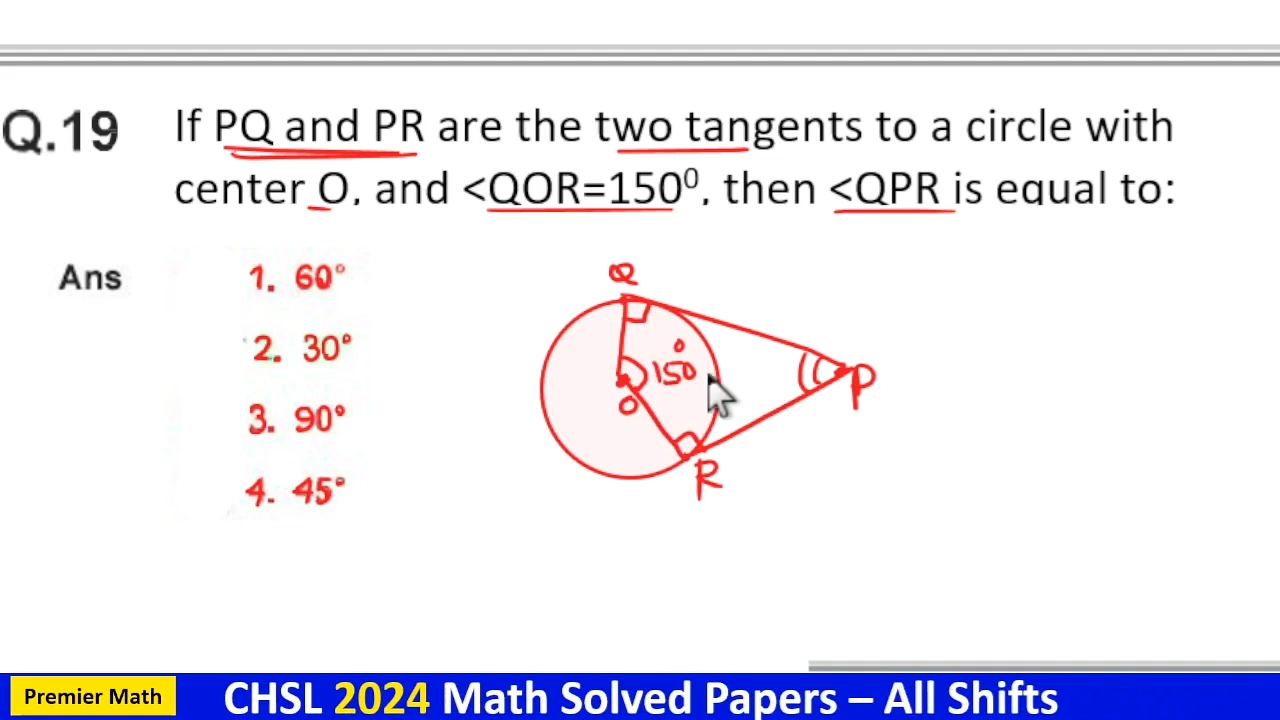 Q.19 If PQ and PR are the two tangents to a circle with
center O, and <QOR=150⁰, then <QPR is equal to:
Ans 1. 60°
2. 30°
3. 90°
4. 45°
Q
150°
O
P
R
Premier Math CHSL 2024 Math Solved Papers – All Shifts